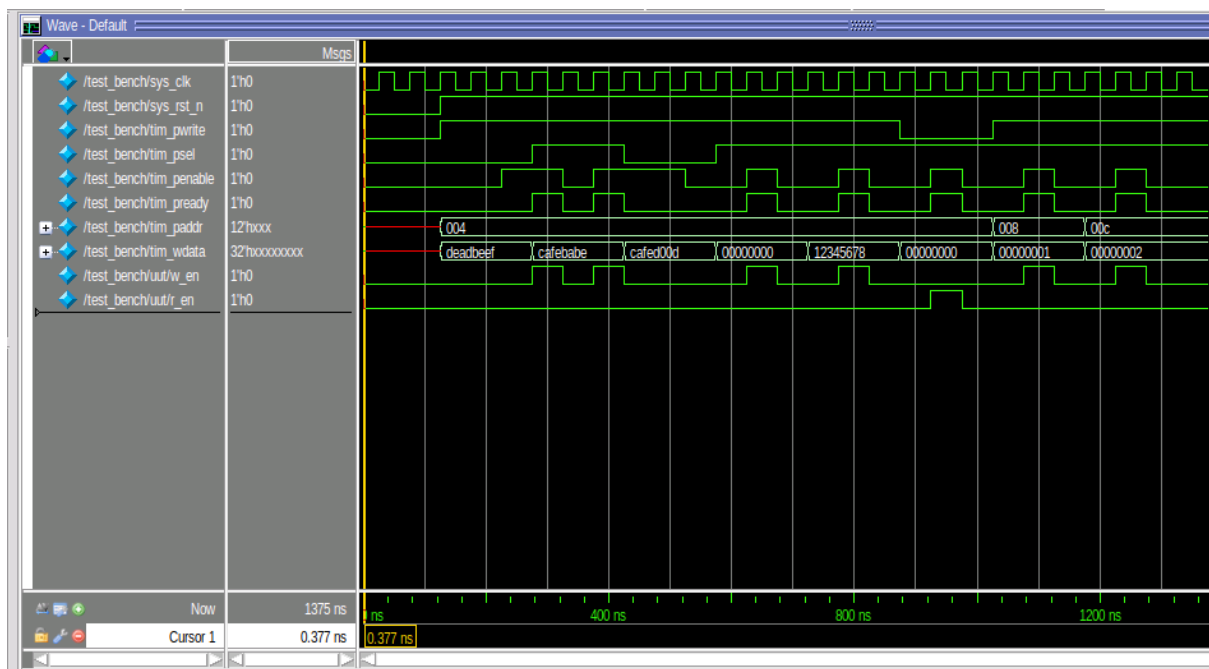 Wave - Default
Msgs
/test_bench/sys_clk 1'h0
/test_bench/sys_rst_n 1'h0
/test_bench/tim_pwrite 1'h0
/test_bench/tim_psel 1'h0
/test_bench/tim_penable 1'h0
/test_bench/tim_pready 1'h0
/test_bench/tim_paddr 12'hxxx 004 008 00c
/test_bench/tim_wdata 32'hxxxxxxxx deadbeef cafebabe cafed00d 00000000 12345678 00000000 00000001 00000002
/test_bench/uut/w_en 1'h0
/test_bench/uut/r_en 1'h0
Now 1375 ns ns 400 ns 800 ns 1200 ns
Cursor 1 0.377 ns 0.377 ns